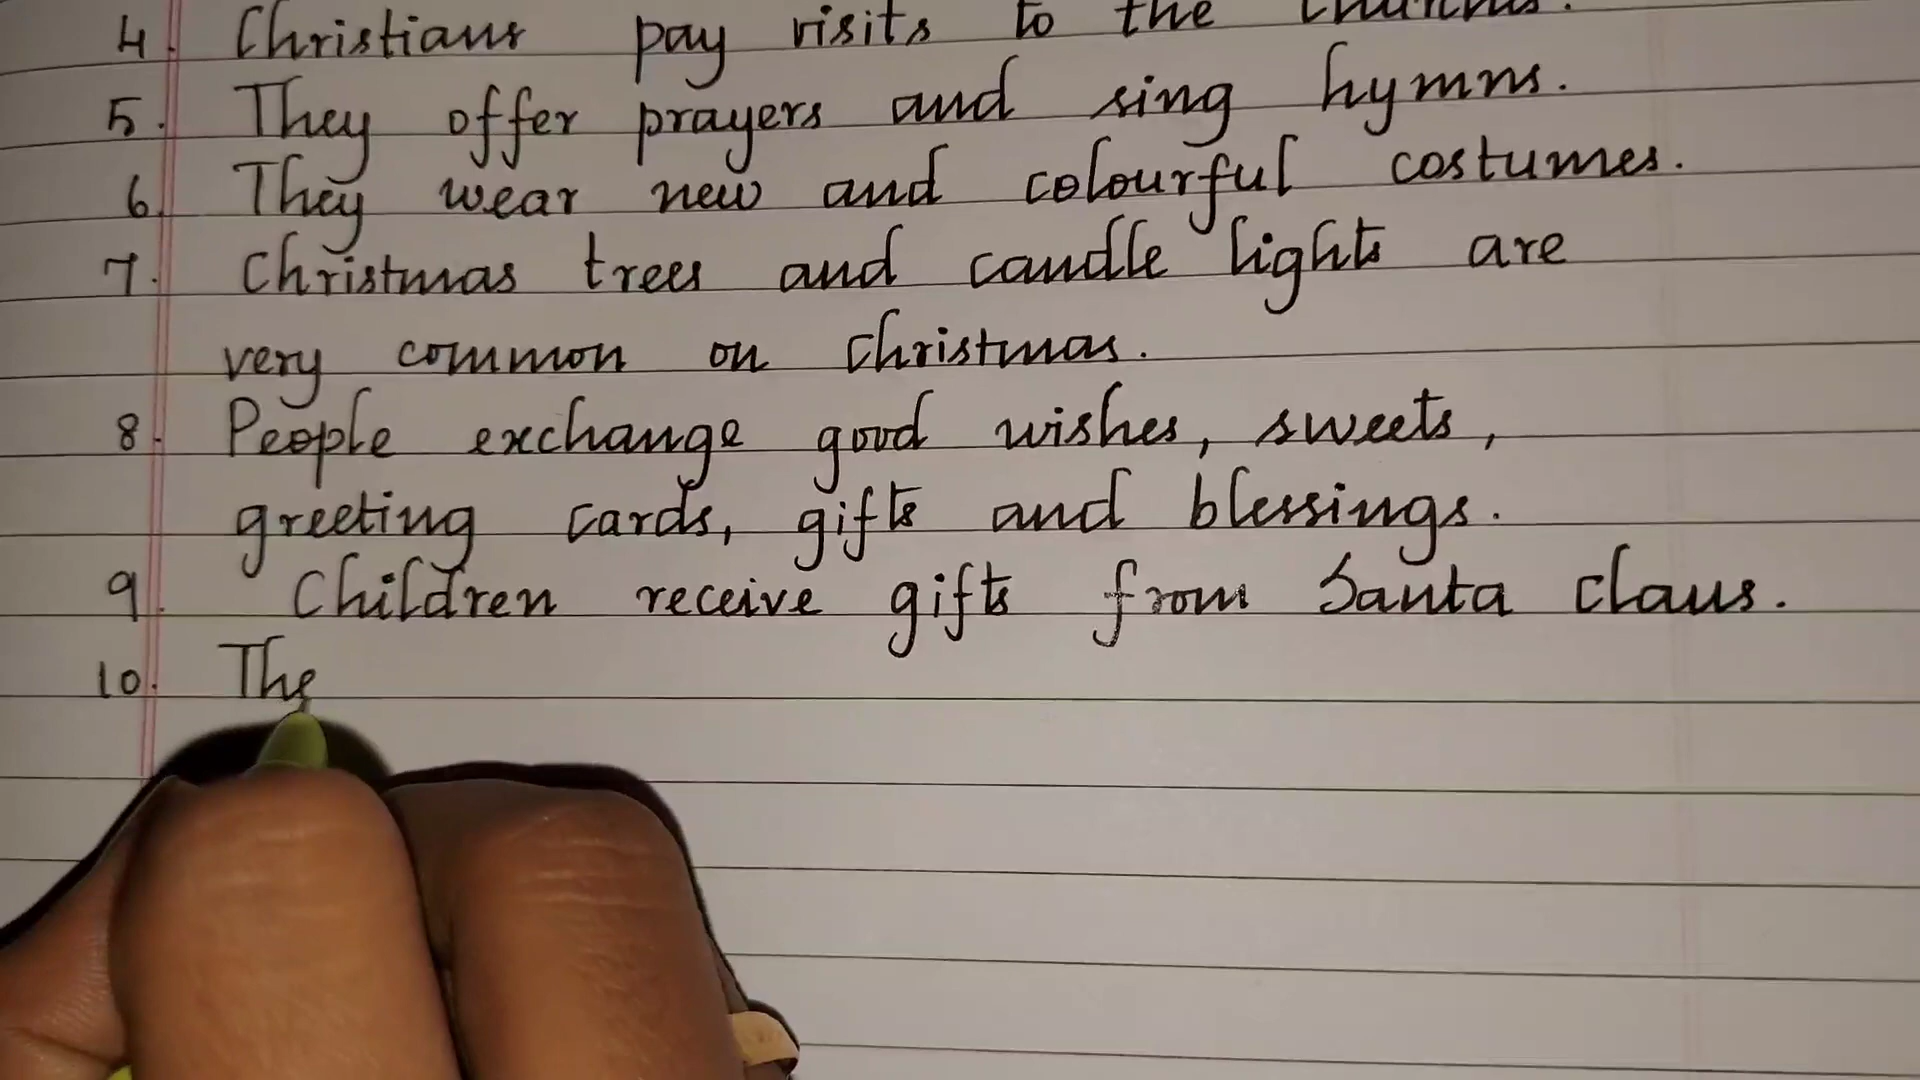 4. Christians pay visits to the
5. They offer prayers and sing hymns.
6. They wear new and colourful costumes.
7. Christmas trees and candle lights are
very common on Christmas.
8. People exchange good wishes, sweets,
greeting cards, gifts and blessings.
9. Children receive gifts from Santa claus.
10. The